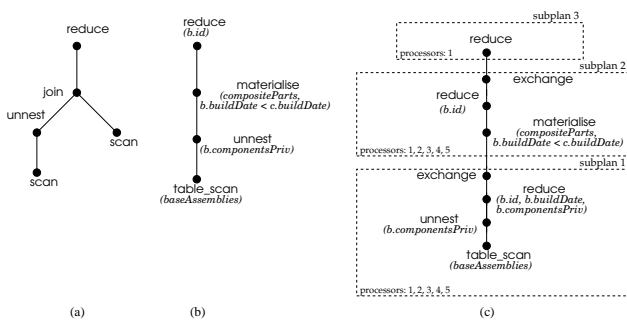 reduce
join
unnest
scan
scan
(a)
reduce
(b.id)
materialise
(compositeParts,
b.buildDate < c.buildDate)
unnest
(b.componentsPriv)
table_scan
(baseAssemblies)
(b)
subplan 3
reduce
processors: 1
subplan 2
exchange
reduce
(b.id)
materialise
(compositeParts,
b.buildDate < c.buildDate)
processors: 1, 2, 3, 4, 5
subplan 1
exchange
reduce
(b.id, b.buildDate,
b.componentsPriv)
unnest
(b.componentsPriv)
table_scan
(baseAssemblies)
processors: 1, 2, 3, 4, 5
(c)